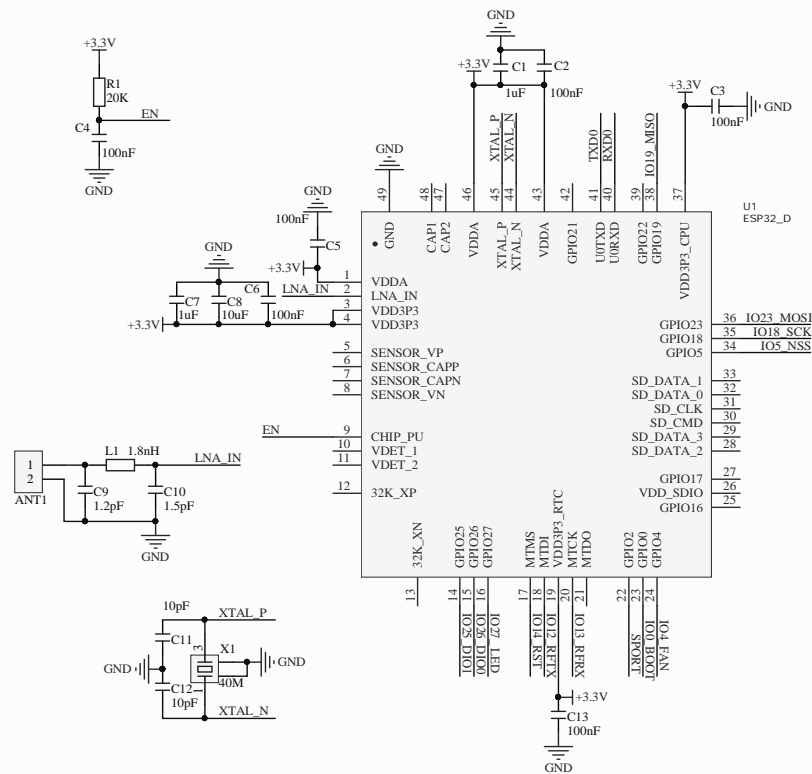 GND
+3.3V
R1
20K
EN
C4
100nF
GND
+3.3V
C1
1uF
C2
100nF
+3.3V
C3
100nF
GND
GND
XTAL_P
XTAL_N
TXD0
RXD0
IO19_MISO
49
48
47
46
45
44
43
42
41
40
39
38
37
U1
ESP32_D
GND
CAP1
CAP2
VDDA
XTAL_P
XTAL_N
VDDA
GPIO21
U0TXD
U0RXD
GPIO22
GPIO19
VDD3P3_CPU
GND
100nF
C5
+3.3V
GND
LNA_IN
C7
1uF
C8
10uF
C6
100nF
+3.3V
1 VDDA
2 LNA_IN
3 VDD3P3
4 VDD3P3
5 SENSOR_VP
6 SENSOR_CAPP
7 SENSOR_CAPN
8 SENSOR_VN
EN 9 CHIP_PU
10 VDET_1
11 VDET_2
12 32K_XP
GPIO23 36 IO23_MOSI
GPIO18 35 IO18_SCK
GPIO5 34 IO5_NSS
SD_DATA_1 33
SD_DATA_0 32
SD_CLK 31
SD_CMD 30
SD_DATA_3 29
SD_DATA_2 28
GPIO17 27
VDD_SDIO 26
GPIO16 25
L1 1.8nH
LNA_IN
1
2
ANT1
C9
1.2pF
C10
1.5pF
GND
32K_XN
GPIO25
GPIO26
GPIO27
MTMS
MTDI
VDD3P3_RTC
MTCK
MTDO
GPIO2
GPIO0
GPIO4
13
14
15
16
17
18
19
20
21
22
23
24
IO25_DIO1
IO26_DIO0
IO27_LED
IO14_RST
IO12_RFTX
IO13_RFRX
SPORT
IO0_BOOT
IO4_FAN
10pF
XTAL_P
C11
3
X1
GND
GND
C12
10pF
1
40M
XTAL_N
+3.3V
C13
100nF
GND